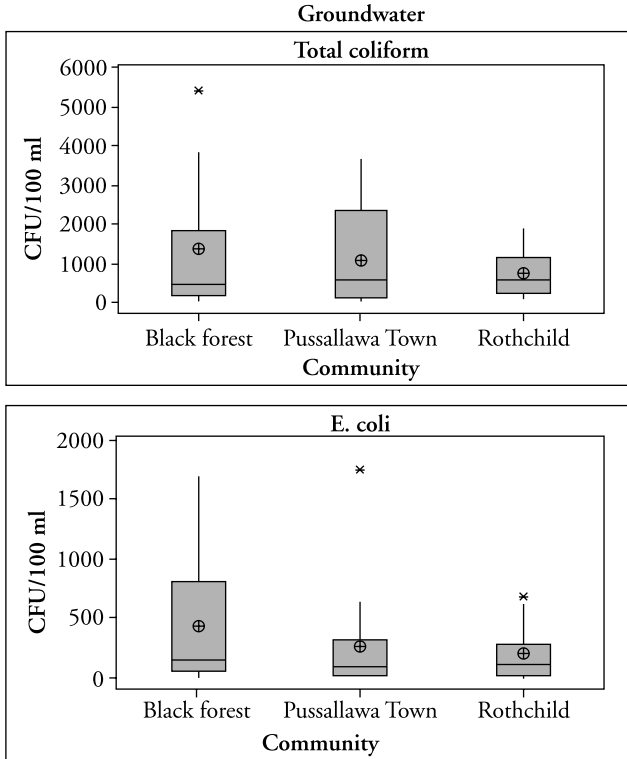 Groundwater
Total coliform
6000
5000
4000
3000
2000
1000
0
CFU/100 ml
Black forest Pussallawa Town Rothchild
Community
E. coli
2000
1500
1000
500
0
CFU/100 ml
Black forest Pussallawa Town Rothchild
Community